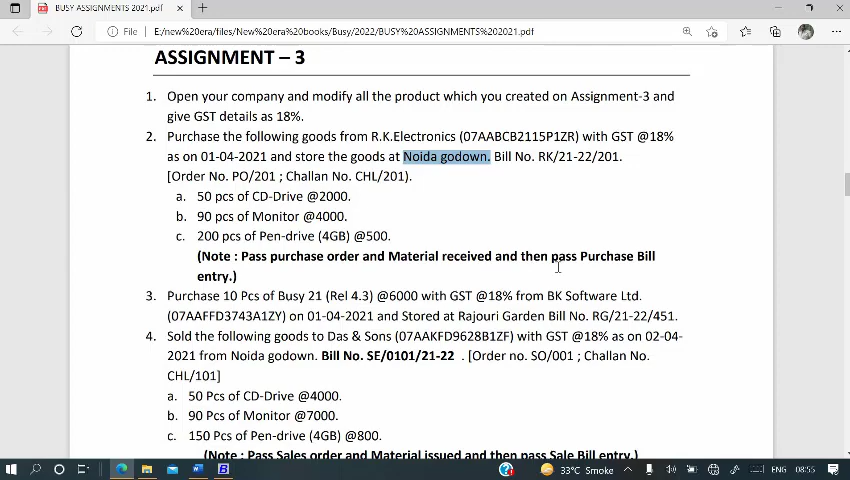 BUSY ASSIGNMENTS 2021.pdf
File
E:/new%20era/files/New%20era%20books/Busy/2022/BUSY%20ASSIGNMENTS%202021.pdf
ASSIGNMENT – 3
1. Open your company and modify all the product which you created on Assignment-3 and
give GST details as 18%.
2. Purchase the following goods from R.K.Electronics (07AABCB2115P1ZR) with GST @18%
as on 01-04-2021 and store the goods at Noida godown. Bill No. RK/21-22/201.
[Order No. PO/201 ; Challan No. CHL/201).
a. 50 pcs of CD-Drive @2000.
b. 90 pcs of Monitor @4000.
c. 200 pcs of Pen-drive (4GB) @500.
(Note : Pass purchase order and Material received and then pass Purchase Bill
entry.)
3. Purchase 10 Pcs of Busy 21 (Rel 4.3) @6000 with GST @18% from BK Software Ltd.
(07AAFFD3743A1ZY) on 01-04-2021 and Stored at Rajouri Garden Bill No. RG/21-22/451.
4. Sold the following goods to Das & Sons (07AAKFD9628B1ZF) with GST @18% as on 02-04-
2021 from Noida godown. Bill No. SE/0101/21-22 . [Order no. SO/001 ; Challan No.
CHL/101]
a. 50 Pcs of CD-Drive @4000.
b. 90 Pcs of Monitor @7000.
c. 150 Pcs of Pen-drive (4GB) @800.
(Note : Pass Sales order and Material issued and then pass Sale Bill entry.)
33°C Smoke
ENG
08:55